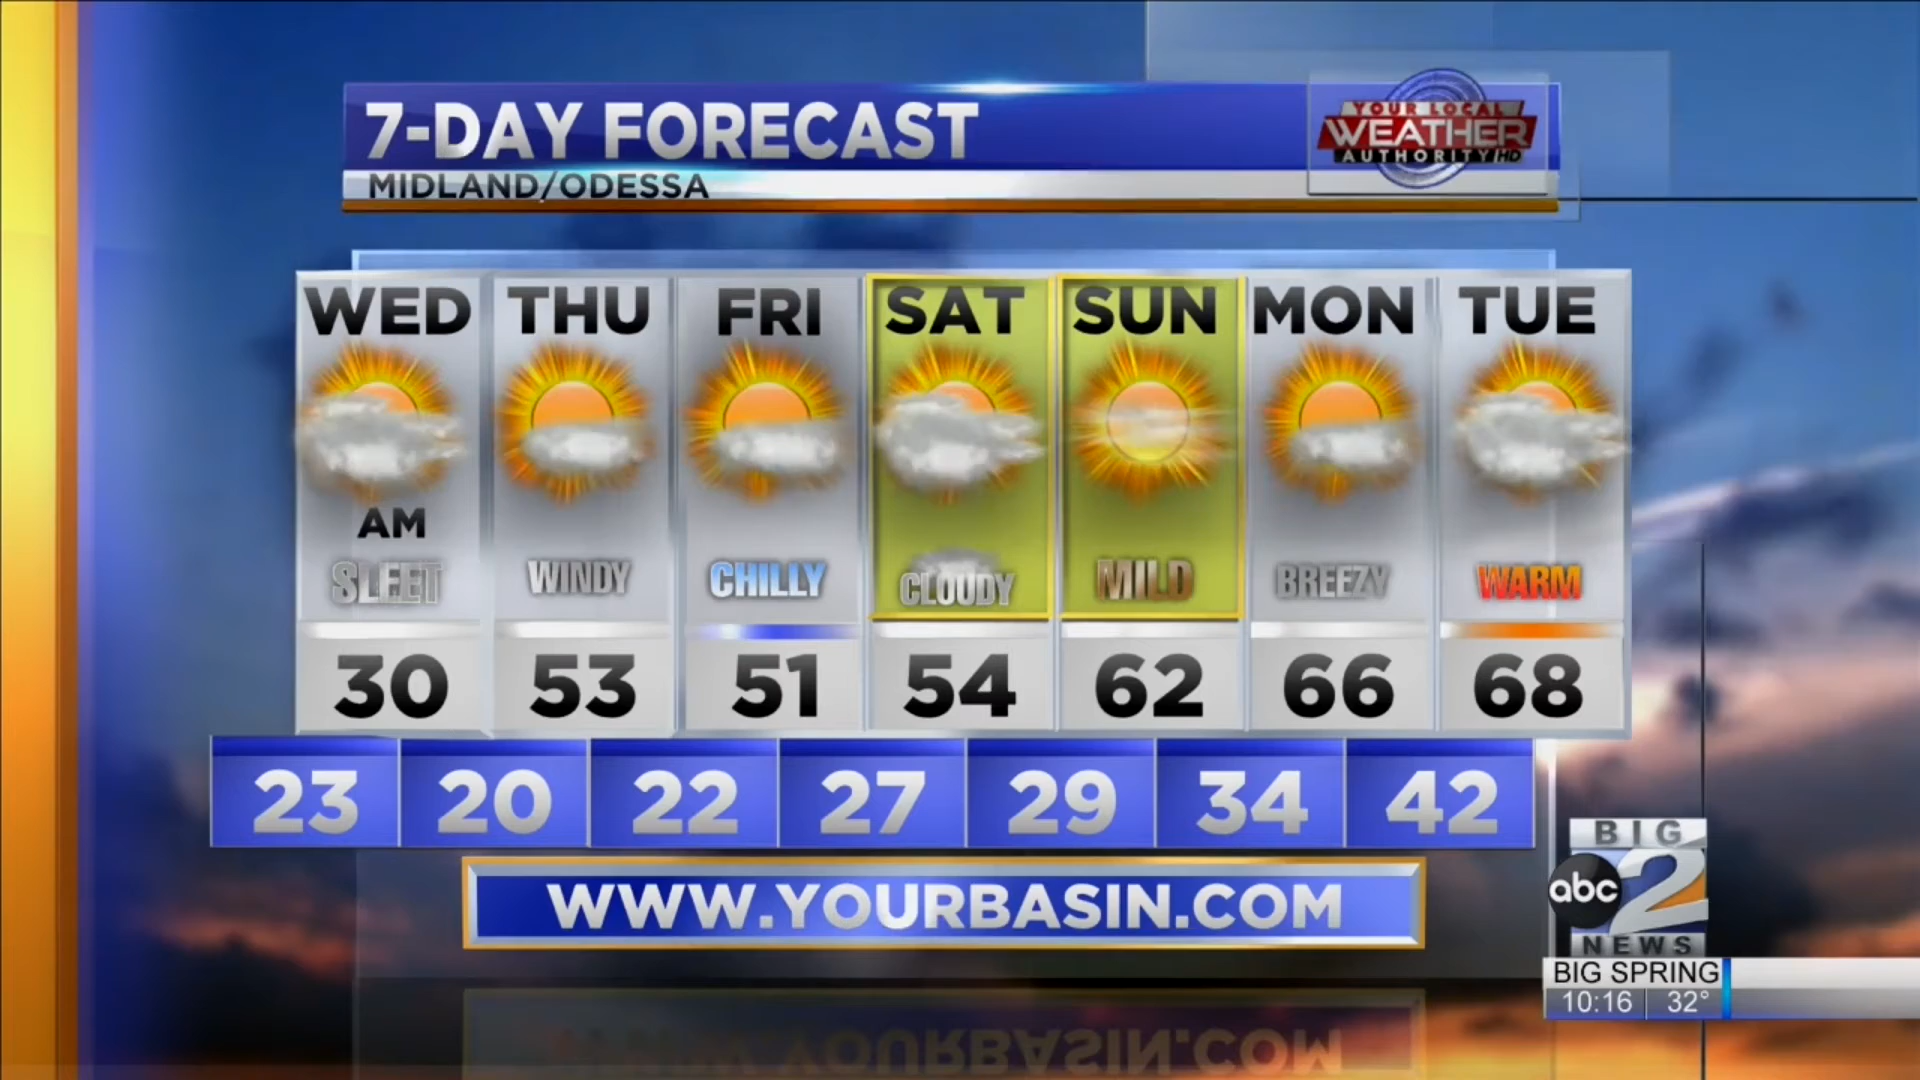 7-DAY FORECAST
MIDLAND/ODESSA
YOUR LOCAL
WEATHER
AUTHORITY HD
WED THU FRI SAT SUN MON TUE
AM
SLEET WINDY CHILLY CLOUDY MILD BREEZY WARM
30 53 51 54 62 66 68
23 20 22 27 29 34 42
WWW.YOURBASIN.COM
BIG
abc 2
NEWS
BIG SPRING
10:16 32°